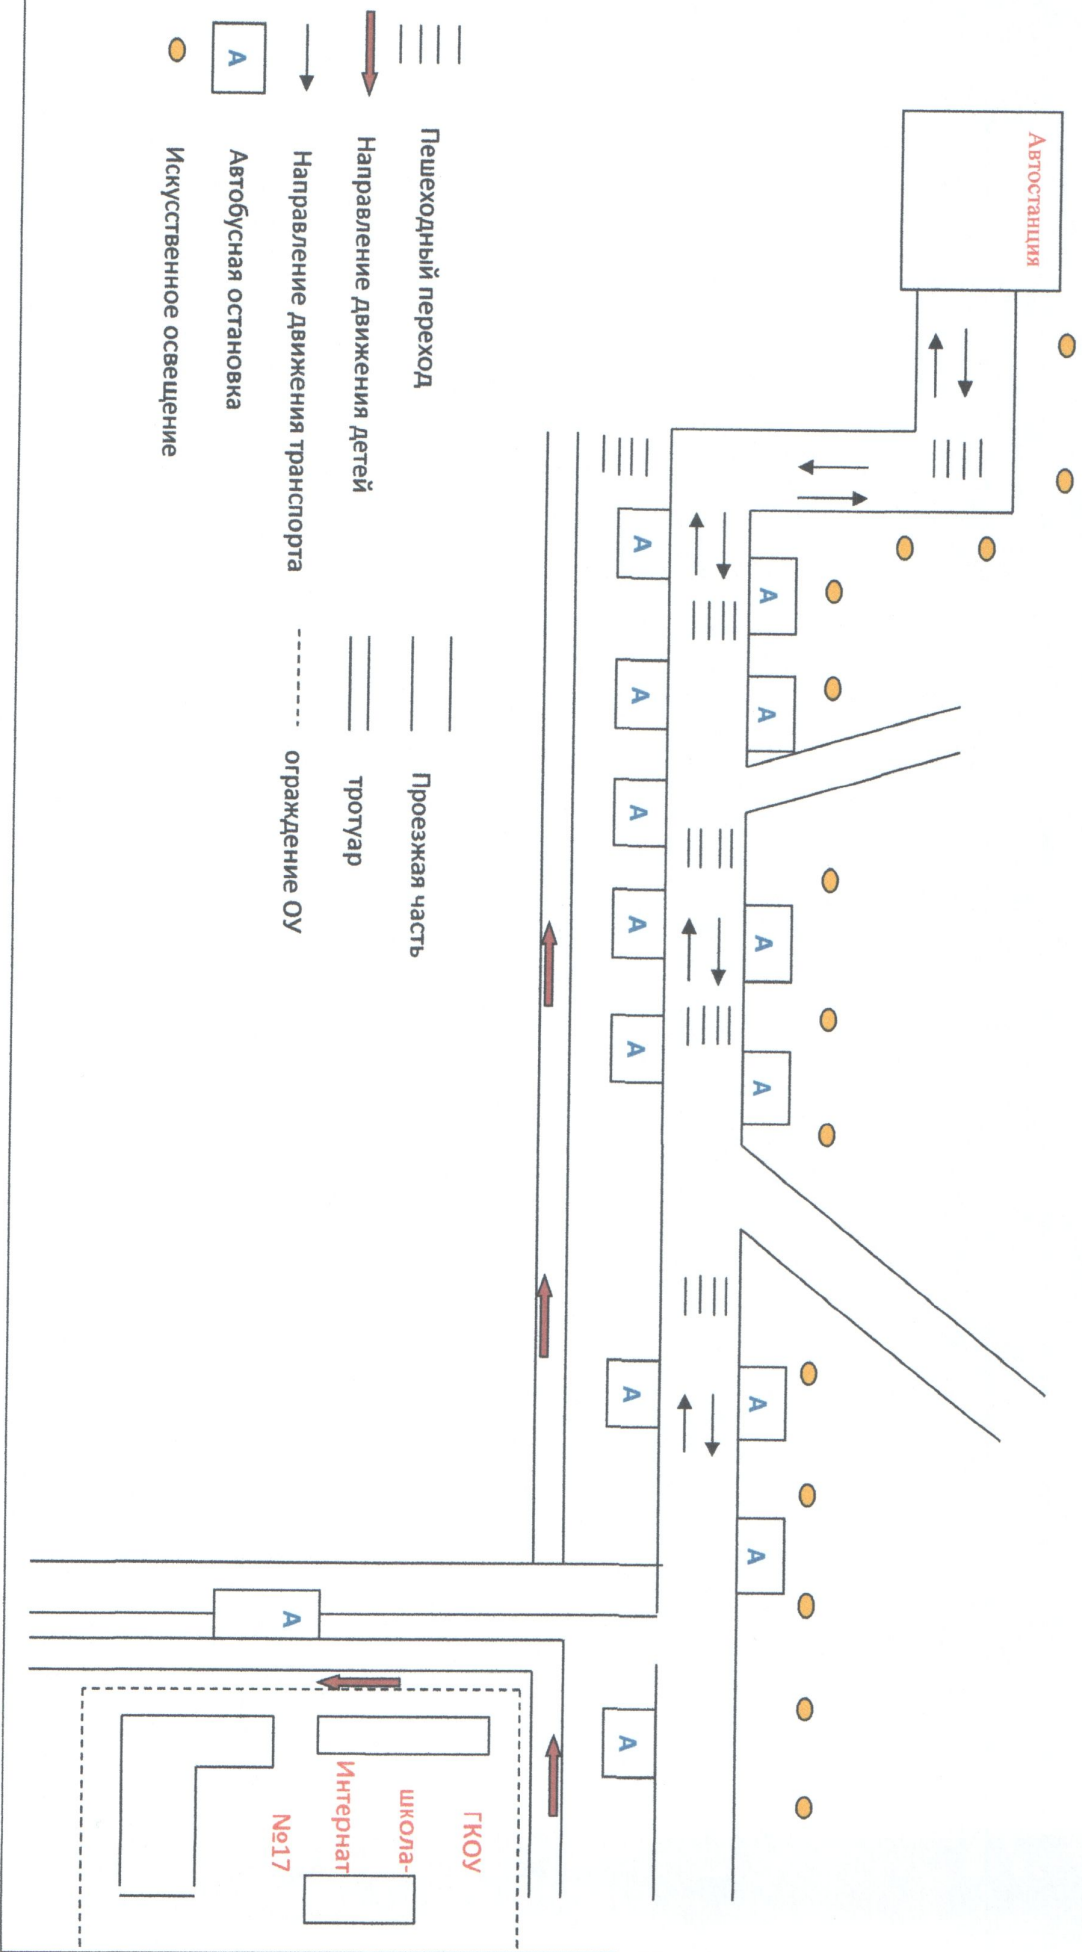 Автостанция
А
А
А
А
А
А
А
А
А
А
А
А
А
ГКОУ
школа-
Интернат
№17
А
Пешеходный переход
Направление движения детей
Направление движения транспорта
А
Автобусная остановка
Искусственное освещение
Проезжая часть
тротуар
ограждение ОУ